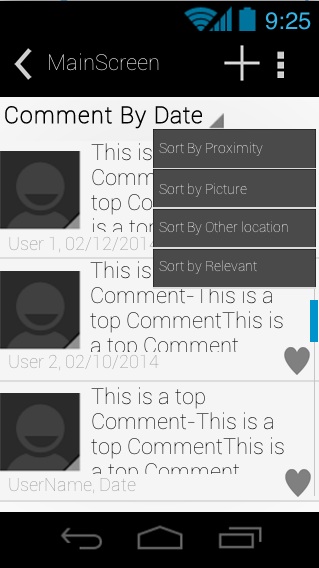 9:25
MainScreen
Comment By Date
Sort By Proximity
Sort by Picture
Sort By Other location
Sort by Relevant
This is
Comm
top Co
is a to
User 1, 02/12/2014
This is
Comment-This is a
top CommentThis is
a top Comment
User 2, 02/10/2014
This is a top
Comment-This is a
top CommentThis is
a top Comment
UserName, Date